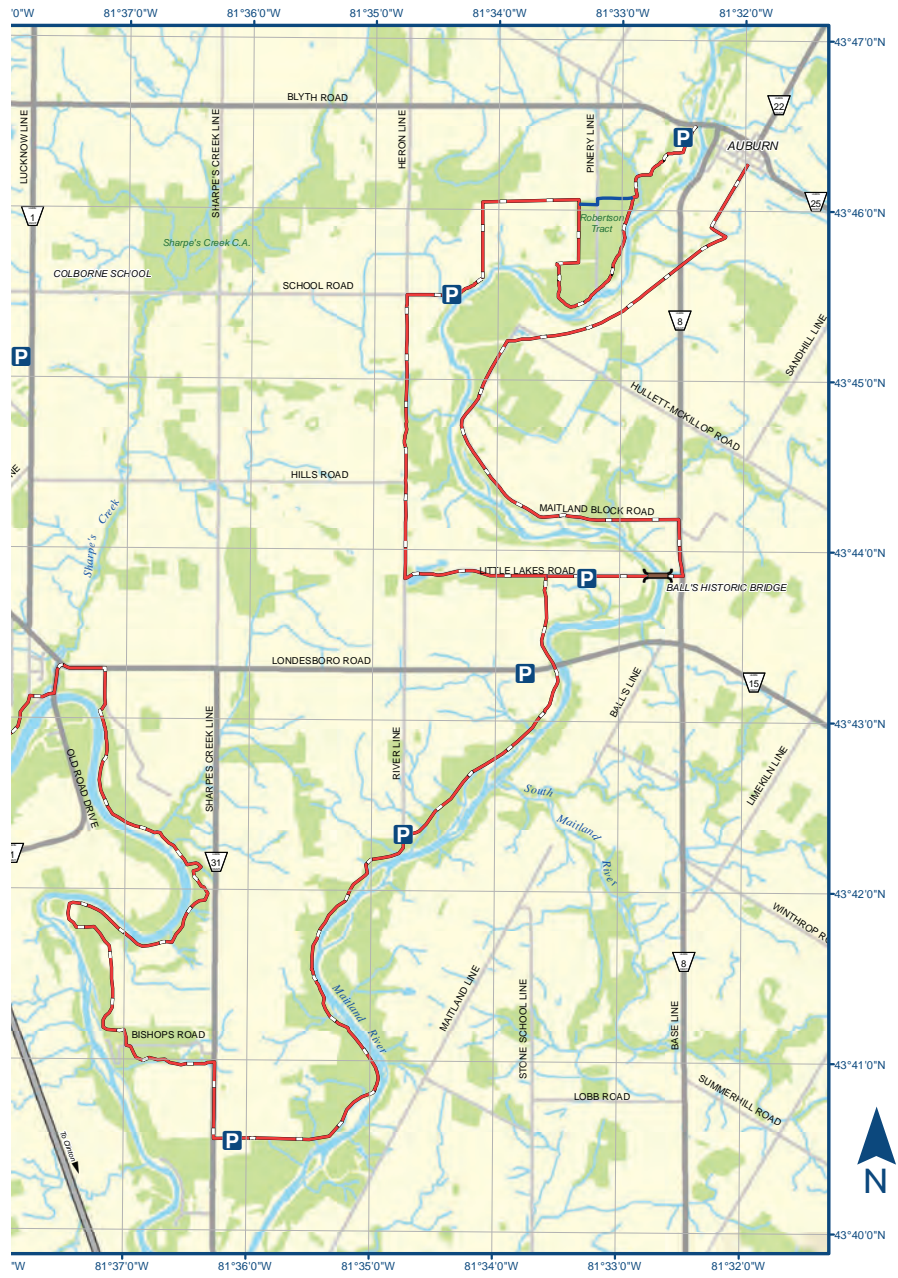 '0"W 81°37'0"W 81°36'0"W 81°35'0"W 81°34'0"W 81°33'0"W 81°32'0"W
43°47'0"N
BLYTH ROAD
22
P
AUBURN
LUCKNOW LINE
SHARPE'S CREEK LINE
HERON LINE
PINERY LINE
25
1
43°46'0"N
Robertson
Tract
Sharpe's Creek C.A.
COLBORNE SCHOOL
SCHOOL ROAD
P
8
SANDHILL LINE
P
43°45'0"N
HULLETT-MCKILLOP ROAD
HILLS ROAD
NE
Sharpe's Creek
MAITLAND BLOCK ROAD
43°44'0"N
LITTLE LAKES ROAD
P
BALL'S HISTORIC BRIDGE
LONDESBORO ROAD
P
15
BALL'S LINE
43°43'0"N
SHARPES CREEK LINE
RIVER LINE
OLD ROAD DRIVE
LIMEKILN LINE
South
Maitland
River
P
31
43°42'0"N
WINTHROP R
8
MAITLAND LINE
STONE SCHOOL LINE
Maitland River
BASE LINE
BISHOPS ROAD
43°41'0"N
LOBB ROAD
SUMMERHILL ROAD
P
To Clinton
N
43°40'0"N
"W 81°37'0"W 81°36'0"W 81°35'0"W 81°34'0"W 81°33'0"W 81°32'0"W